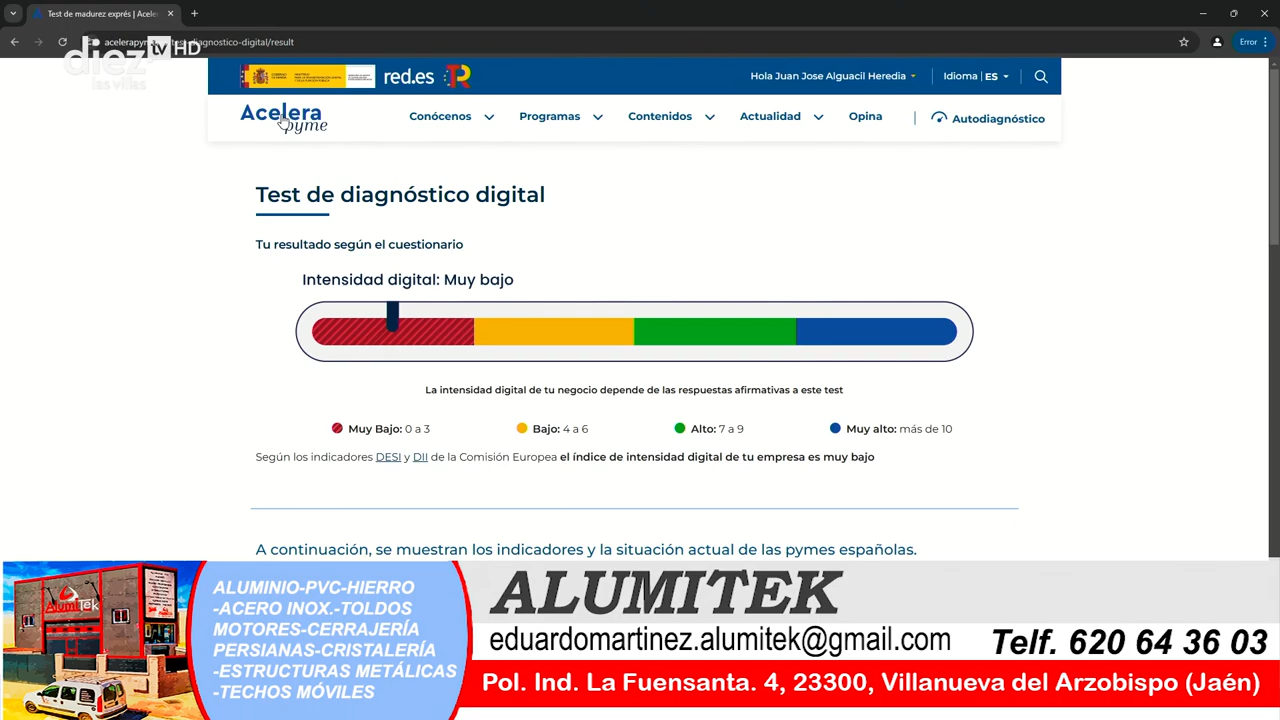 Test de madurez exprés | Aceler
diez tv HD
las villas
Error
red.es
Hola Juan Jose Alguacil Heredia
Idioma | ES
Acelera
pyme
Conócenos
Programas
Contenidos
Actualidad
Opina
Autodiagnóstico
Test de diagnóstico digital
Tu resultado según el cuestionario
Intensidad digital: Muy bajo
La intensidad digital de tu negocio depende de las respuestas afirmativas a este test
Muy Bajo: 0 a 3
Bajo: 4 a 6
Alto: 7 a 9
Muy alto: más de 10
Según los indicadores DESI y DII de la Comisión Europea el índice de intensidad digital de tu empresa es muy bajo
A continuación, se muestran los indicadores y la situación actual de las pymes españolas.
ALUMINIO-PVC-HIERRO
-ACERO INOX.-TOLDOS
MOTORES-CERRAJERÍA
PERSIANAS-CRISTALERÍA
-ESTRUCTURAS METÁLICAS
-TECHOS MÓVILES
ALUMITEK
eduardomartinez.alumitek@gmail.com
Telf. 620 64 36 03
Pol. Ind. La Fuensanta. 4, 23300, Villanueva del Arzobispo (Jaén)